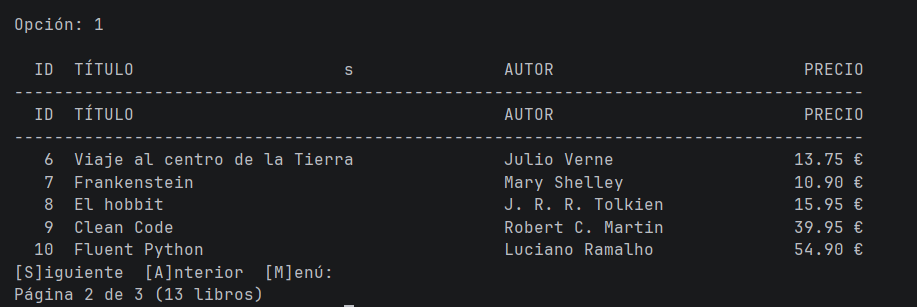 Opción: 1
ID TÍTULO s AUTOR PRECIO
-------------------------------------------------------------------------------------
ID TÍTULO AUTOR PRECIO
-------------------------------------------------------------------------------------
6 Viaje al centro de la Tierra Julio Verne 13.75 €
7 Frankenstein Mary Shelley 10.90 €
8 El hobbit J. R. R. Tolkien 15.95 €
9 Clean Code Robert C. Martin 39.95 €
10 Fluent Python Luciano Ramalho 54.90 €
[S]iguiente [A]nterior [M]enú:
Página 2 de 3 (13 libros)